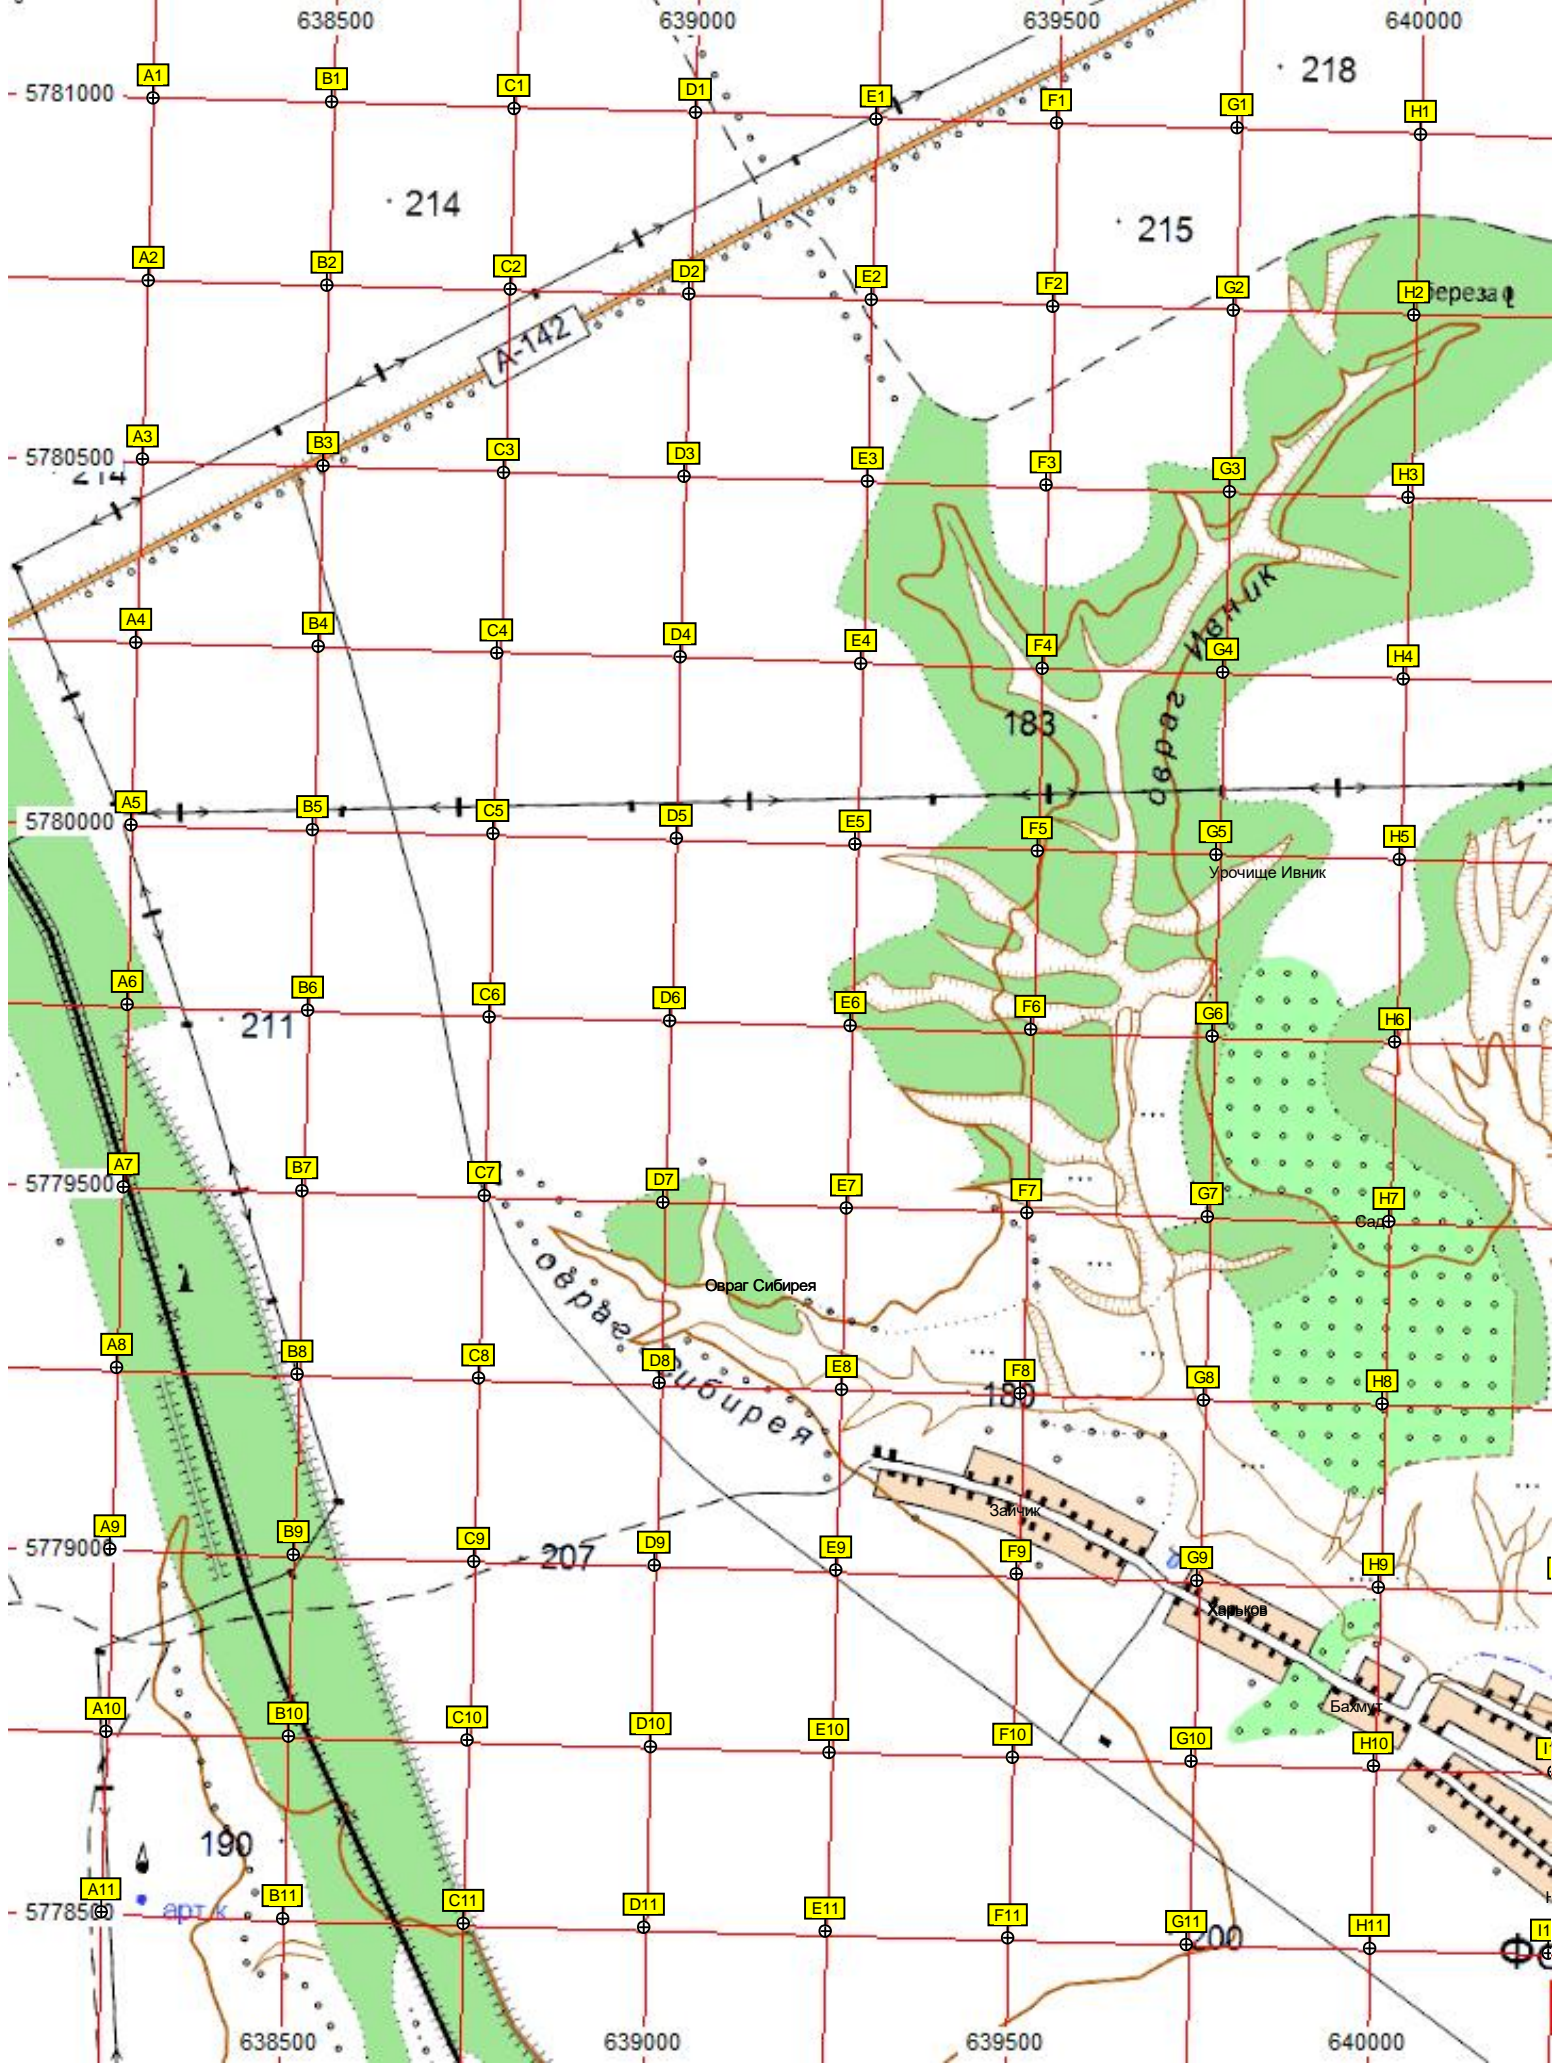 638500 639000 639500 640000
218
A1 B1 C1 D1 E1 F1 G1 H1
5781000
214
215
A2 B2 C2 D2 E2 F2 G2 H2
береза
А-142
A3 B3 C3 D3 E3 F3 G3 H3
5780500
214
овраг Ивник
A4 B4 C4 D4 E4 F4 G4 H4
183
A5 B5 C5 D5 E5 F5 G5 H5
5780000
Урочище Ивник
A6 B6 C6 D6 E6 F6 G6 H6
211
A7 B7 C7 D7 E7 F7 G7 H7
5779500
Сад
Овраг Сибирея
овраг Сибирея
A8 B8 C8 D8 E8 F8 G8 H8
180
Зайчик
A9 B9 C9 D9 E9 F9 G9 H9
5779000
207
Харьков
Бахмут
A10 B10 C10 D10 E10 F10 G10 H10
190
A11 B11 C11 D11 E11 F11 G11 H11
5778500
арт.к
200
638500 639000 639500 640000